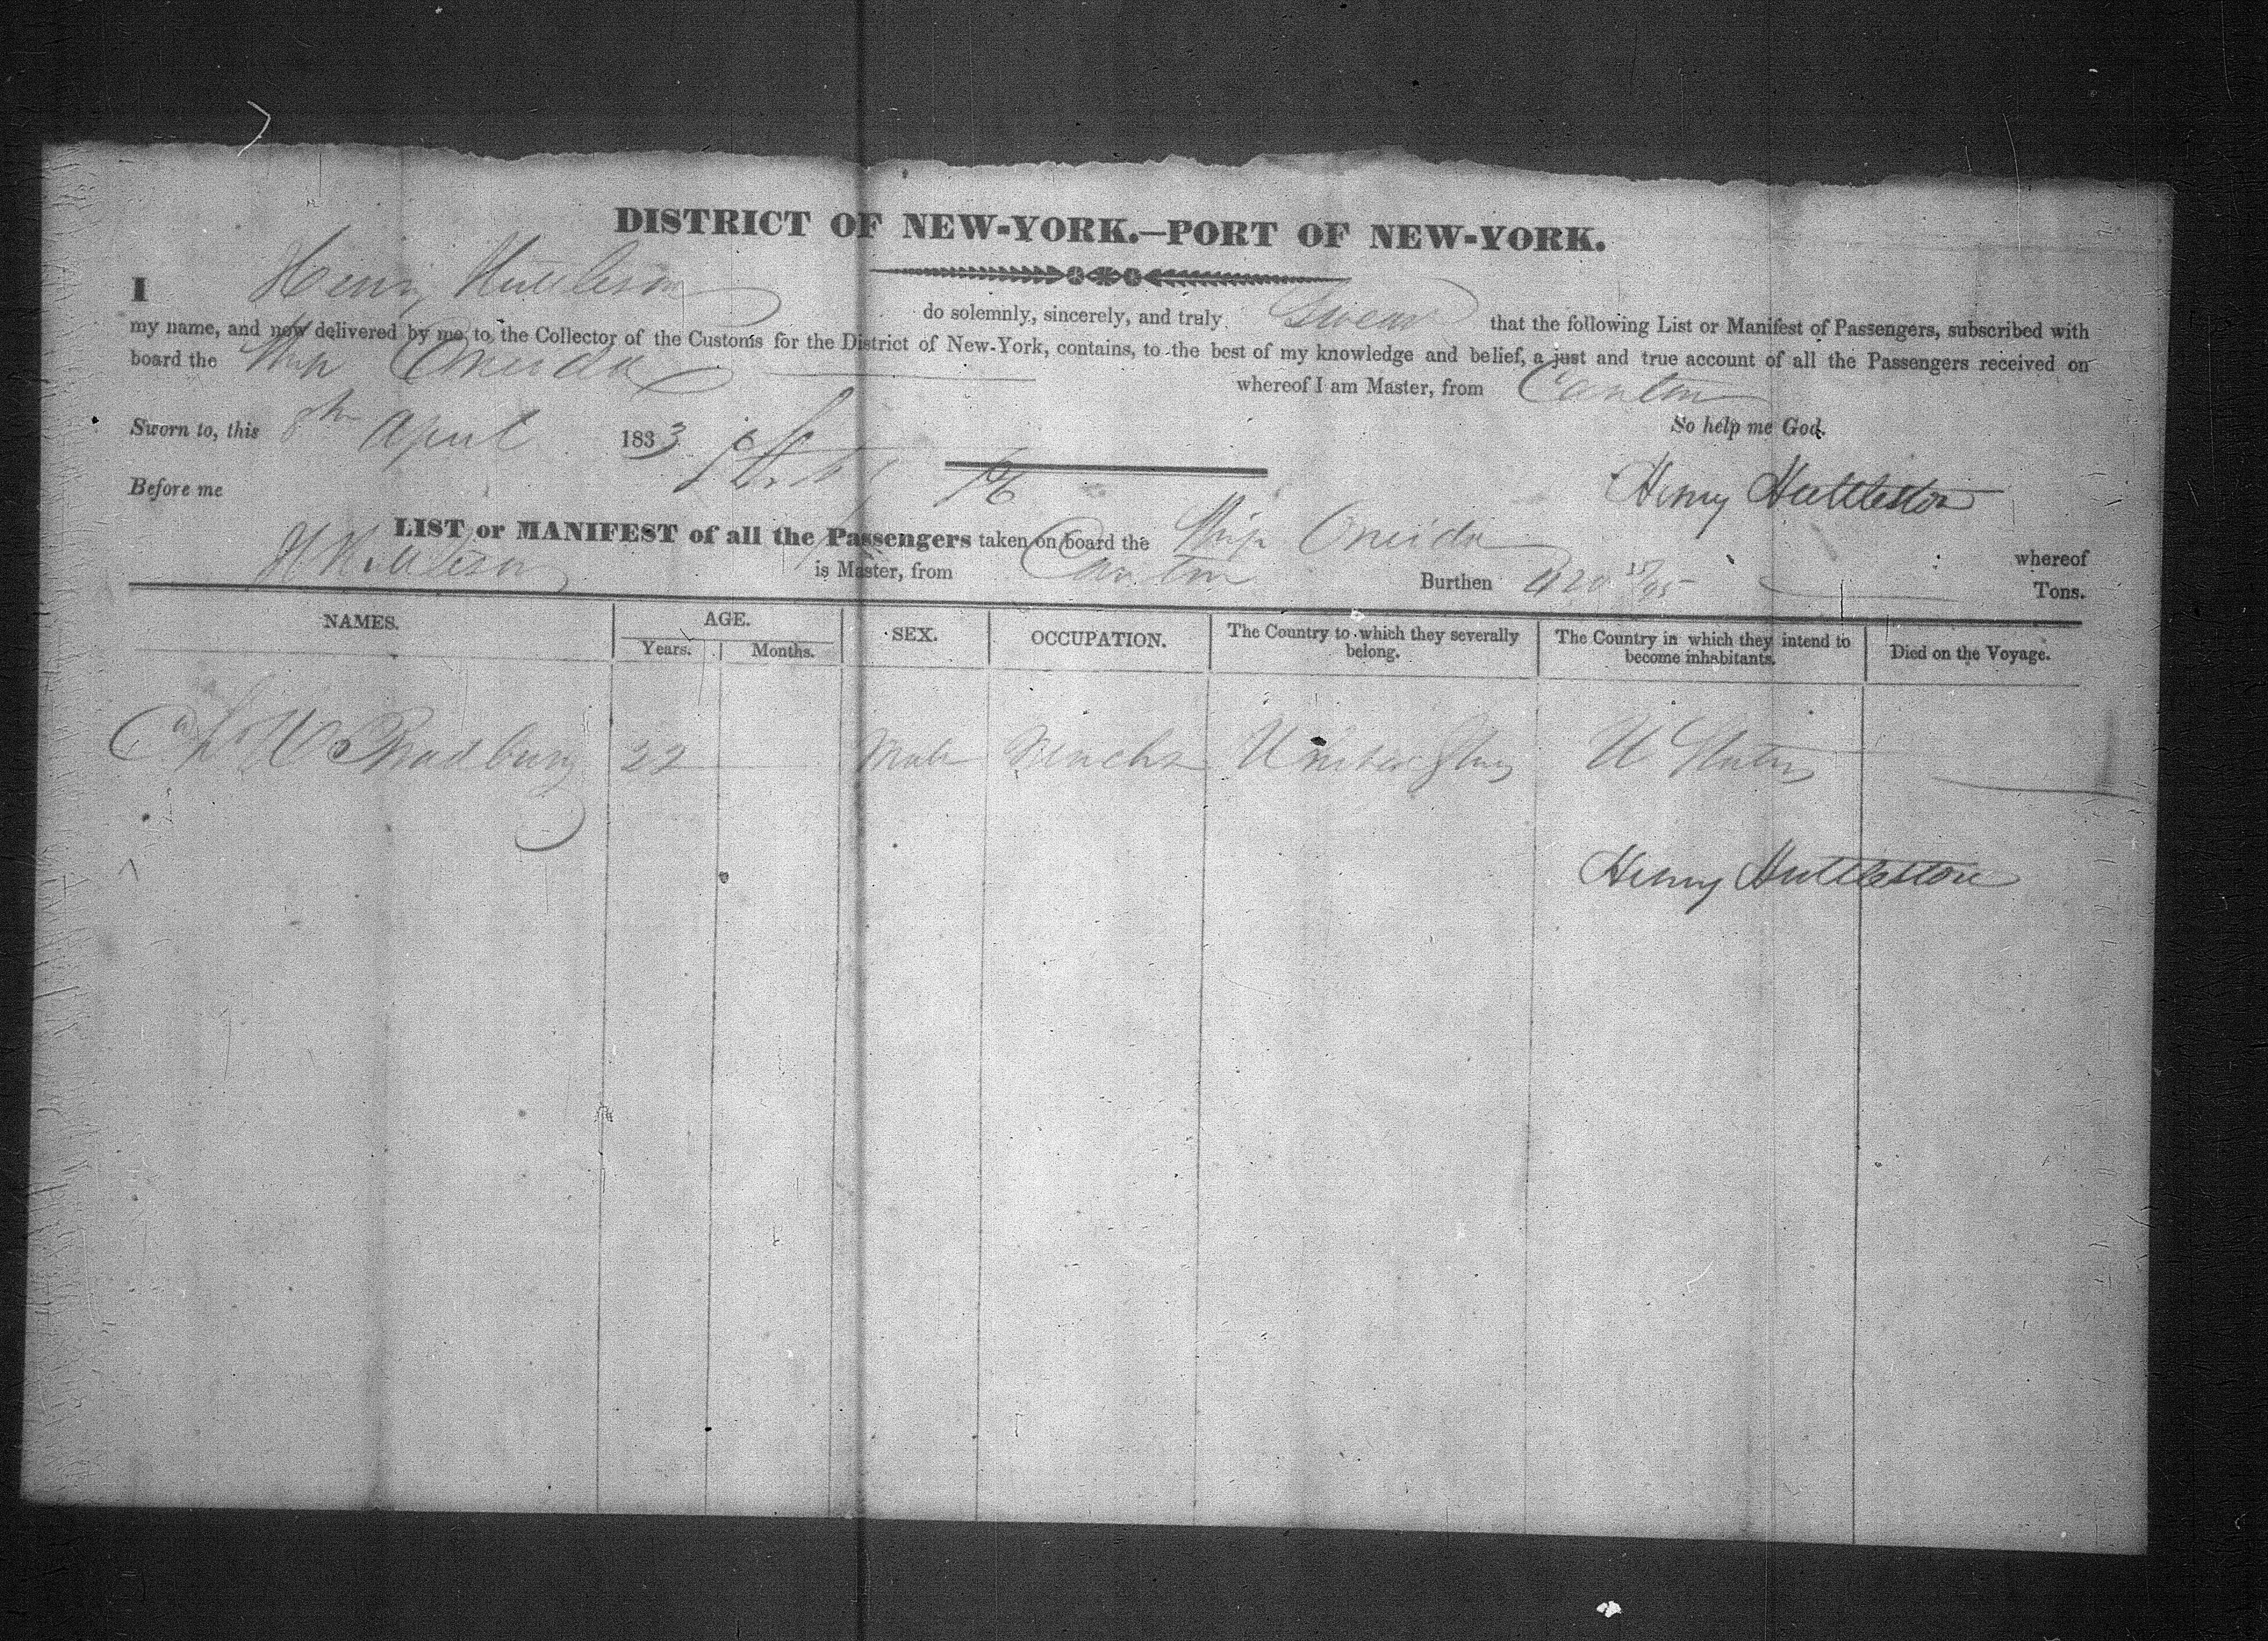 DISTRICT OF NEW-YORK.—PORT OF NEW-YORK.
I Henry Huttleson do solemnly, sincerely, and truly Swear that the following List or Manifest of Passengers, subscribed with
my name, and now delivered by me to the Collector of the Customs for the District of New-York, contains, to the best of my knowledge and belief, a just and true account of all the Passengers received on
board the Ship Oneida whereof I am Master, from Canton
So help me God.
Sworn to, this 8th April 1833
Before me
Henry Huttleston
LIST or MANIFEST of all the Passengers taken on board the Ship Oneida whereof
H Huttleson is Master, from Canton Burthen 420 Tons.
NAMES. AGE. SEX. OCCUPATION. The Country to which they severally belong. The Country in which they intend to become inhabitants. Died on the Voyage.
Years. Months.
W Bradbury 22 Male United States U States
Henry Huttleston